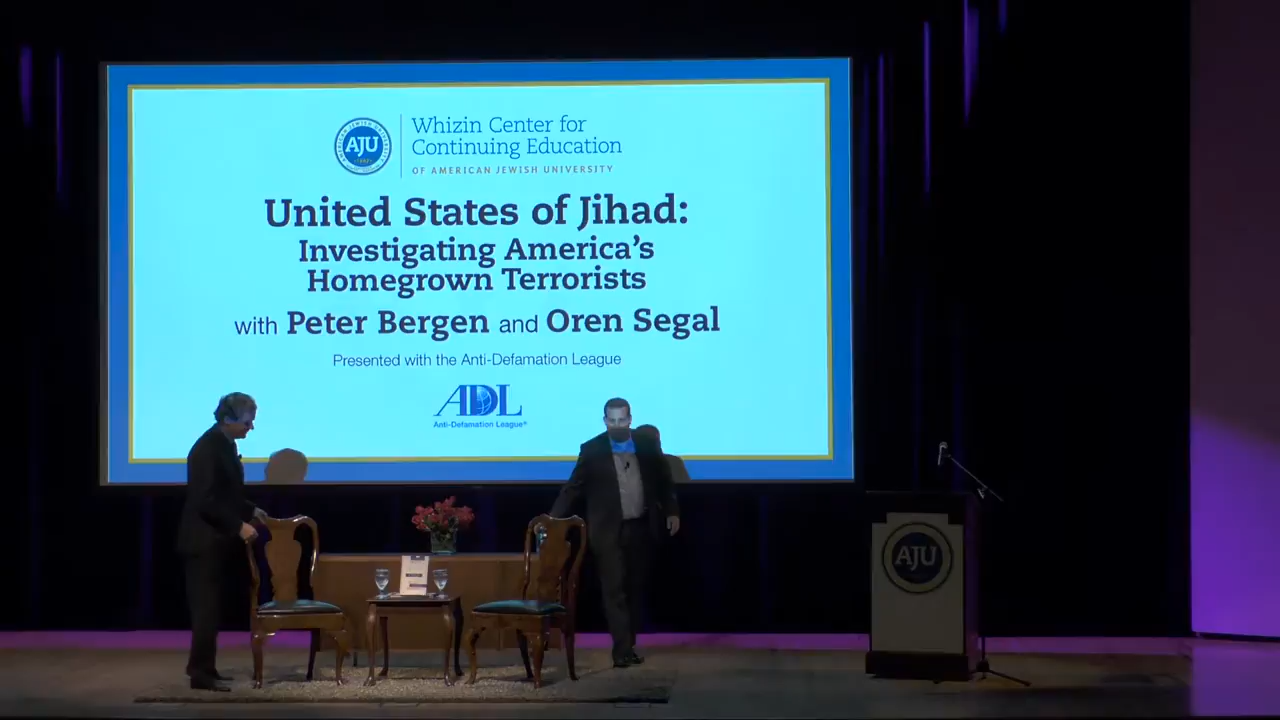 AJU
Whizin Center for
Continuing Education
OF AMERICAN JEWISH UNIVERSITY
United States of Jihad:
Investigating America's
Homegrown Terrorists
with Peter Bergen and Oren Segal
Presented with the Anti-Defamation League
ADL
Anti-Defamation League®
AJU